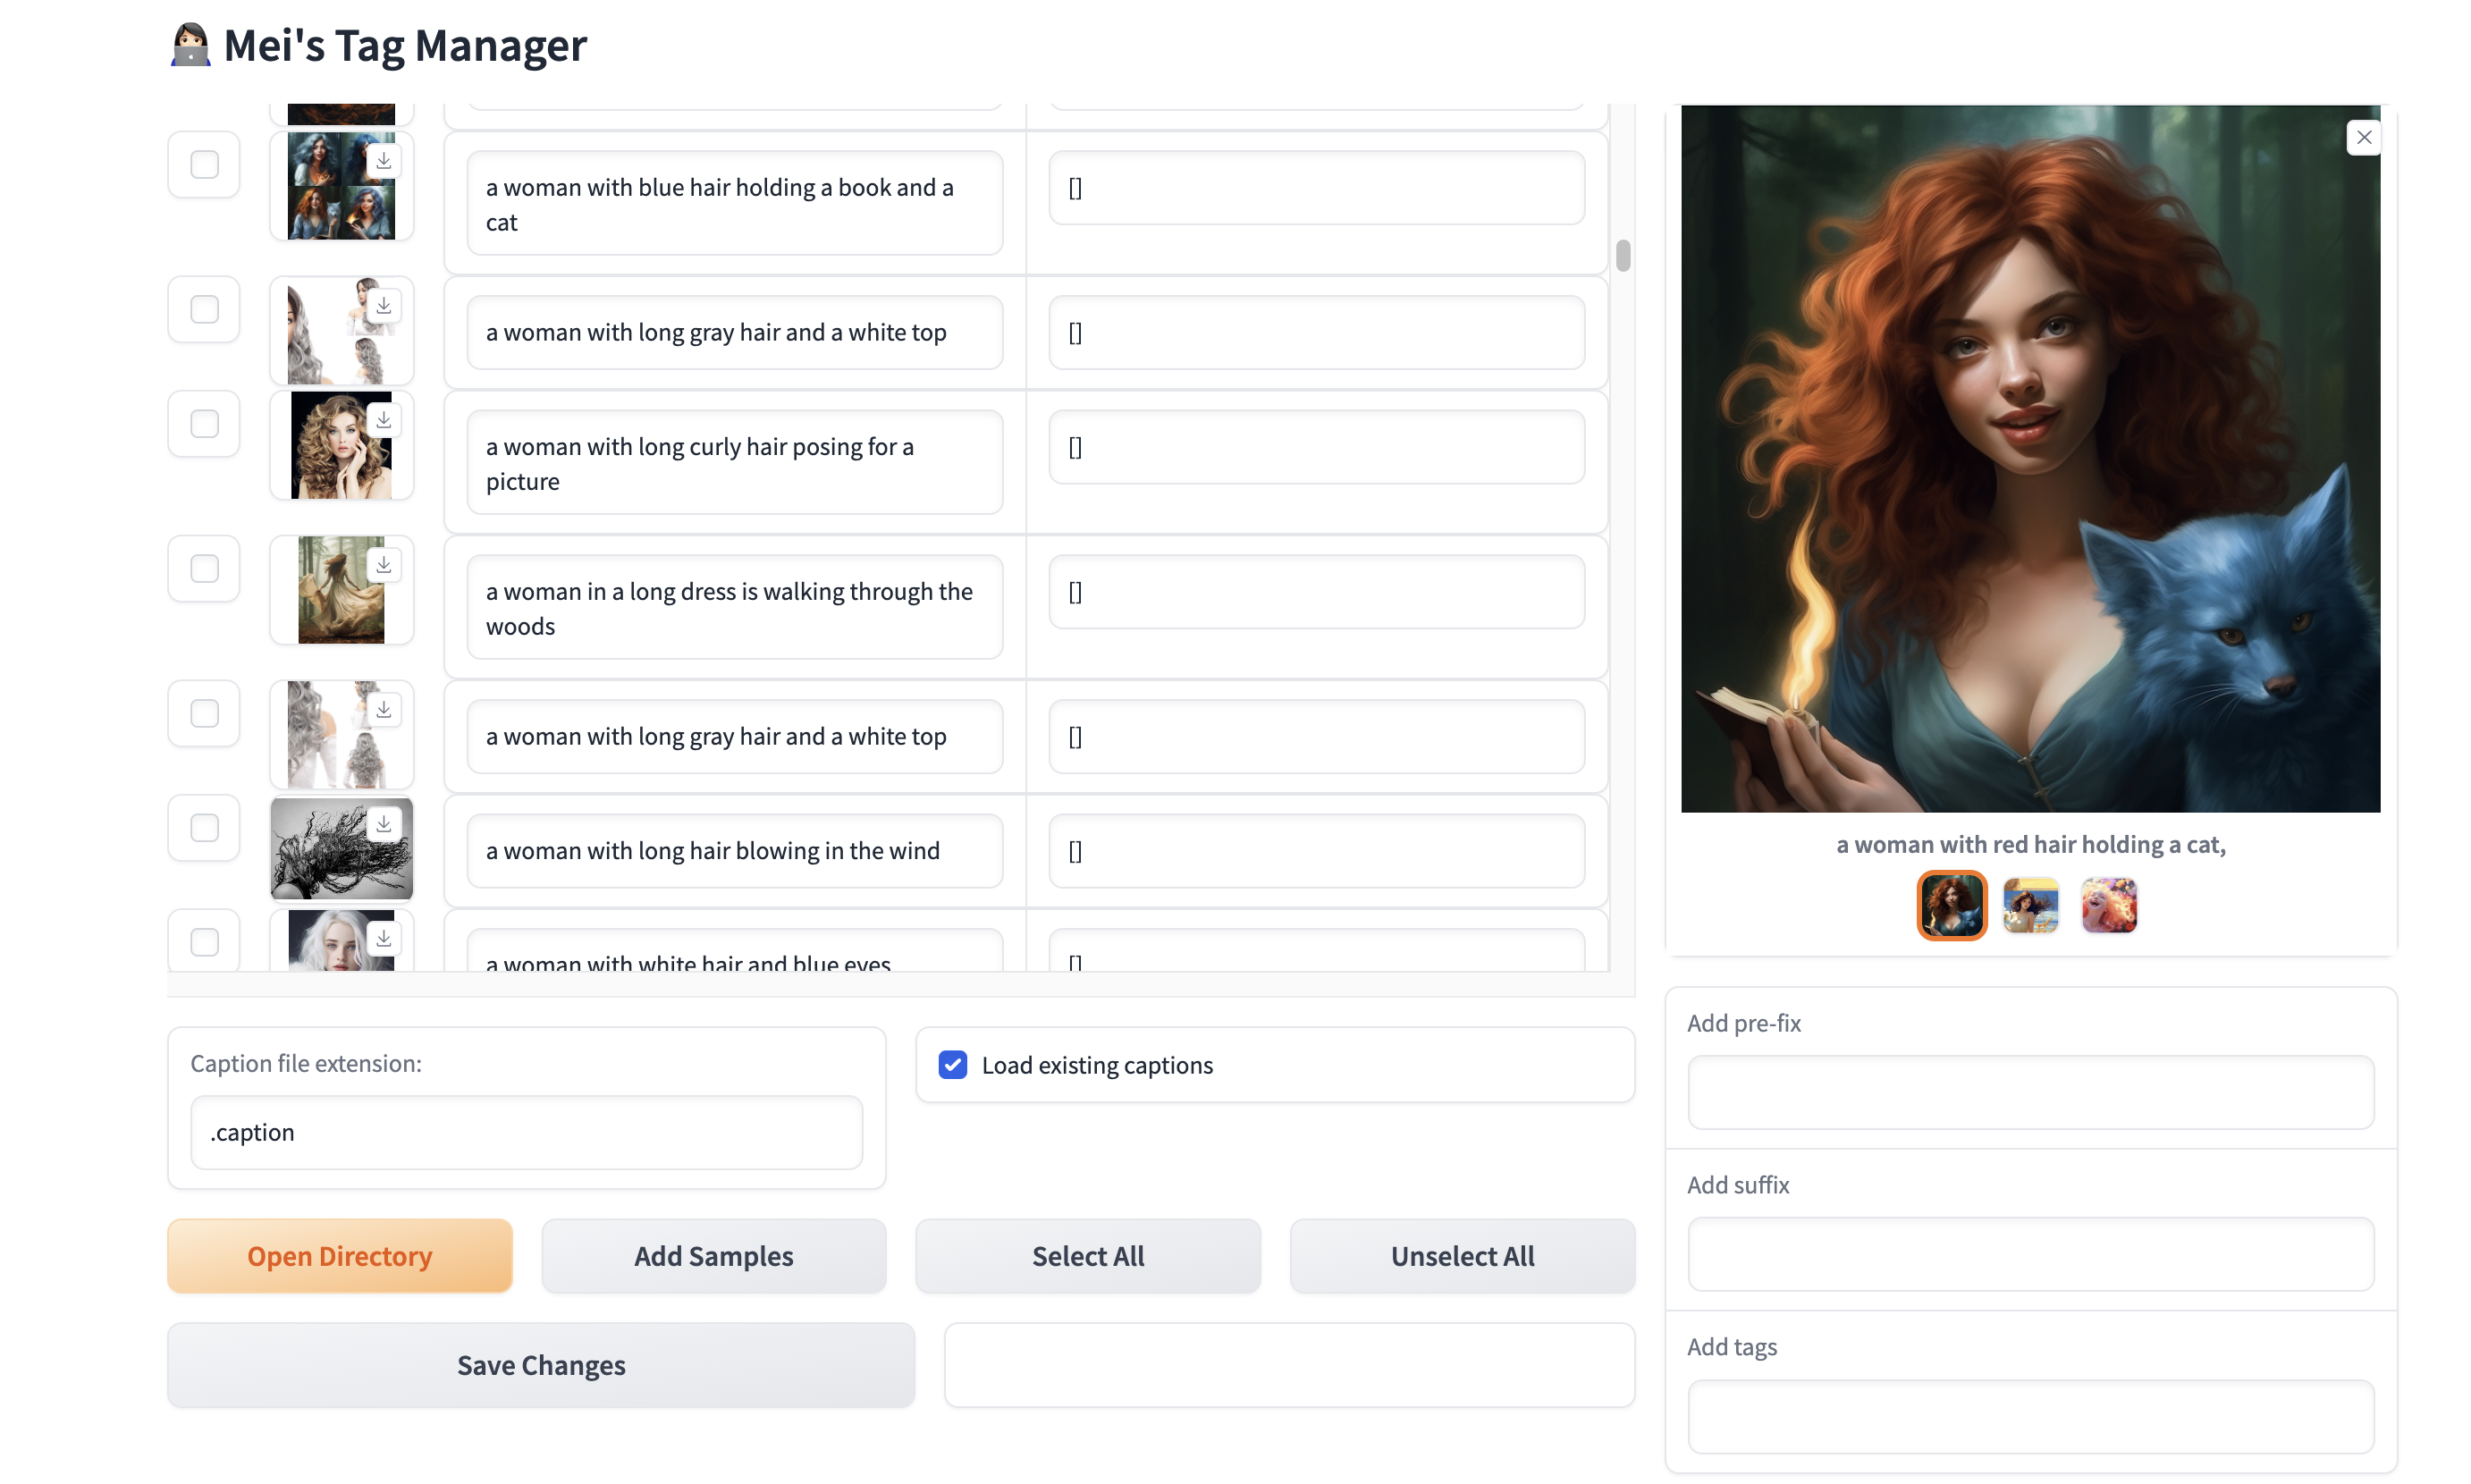 Mei's Tag Manager
a woman with blue hair holding a book and a
cat
[]
a woman with long gray hair and a white top
[]
a woman with long curly hair posing for a
picture
[]
a woman in a long dress is walking through the
woods
[]
a woman with long gray hair and a white top
[]
a woman with long hair blowing in the wind
[]
a woman with white hair and blue eyes
[]
Caption file extension:
.caption
Load existing captions
Open Directory
Add Samples
Select All
Unselect All
Save Changes
a woman with red hair holding a cat,
Add pre-fix
Add suffix
Add tags